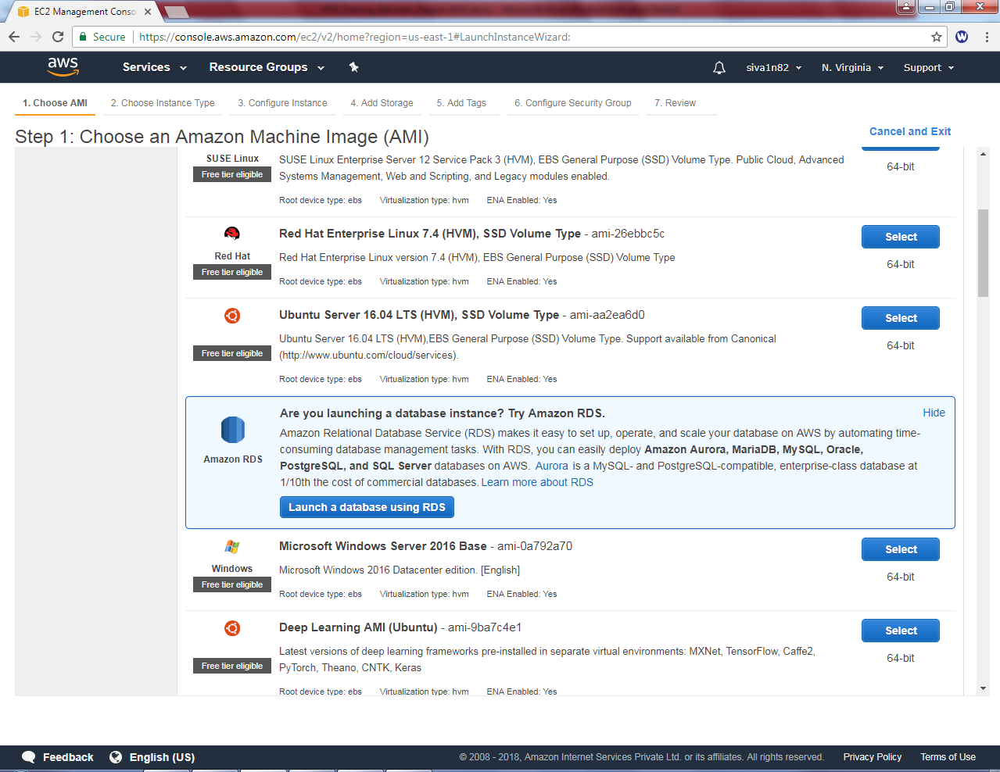 EC2 Management Conso
Secure
https://console.aws.amazon.com/ec2/v2/home?region=us-east-1#LaunchInstanceWizard:
aws Services Resource Groups siva1n82 N. Virginia Support
1. Choose AMI 2. Choose Instance Type 3. Configure Instance 4. Add Storage 5. Add Tags 6. Configure Security Group 7. Review
Step 1: Choose an Amazon Machine Image (AMI)
Cancel and Exit
SUSE Linux
Free tier eligible
SUSE Linux Enterprise Server 12 Service Pack 3 (HVM), EBS General Purpose (SSD) Volume Type. Public Cloud, Advanced
Systems Management, Web and Scripting, and Legacy modules enabled.
64-bit
Root device type: ebs Virtualization type: hvm ENA Enabled: Yes
Red Hat
Free tier eligible
Red Hat Enterprise Linux 7.4 (HVM), SSD Volume Type - ami-26ebbc5c
Red Hat Enterprise Linux version 7.4 (HVM), EBS General Purpose (SSD) Volume Type
Root device type: ebs Virtualization type: hvm ENA Enabled: Yes
Select
64-bit
Free tier eligible
Ubuntu Server 16.04 LTS (HVM), SSD Volume Type - ami-aa2ea6d0
Ubuntu Server 16.04 LTS (HVM),EBS General Purpose (SSD) Volume Type. Support available from Canonical
(http://www.ubuntu.com/cloud/services).
Root device type: ebs Virtualization type: hvm ENA Enabled: Yes
Select
64-bit
Amazon RDS
Are you launching a database instance? Try Amazon RDS.
Hide
Amazon Relational Database Service (RDS) makes it easy to set up, operate, and scale your database on AWS by automating time-
consuming database management tasks. With RDS, you can easily deploy Amazon Aurora, MariaDB, MySQL, Oracle,
PostgreSQL, and SQL Server databases on AWS. Aurora is a MySQL- and PostgreSQL-compatible, enterprise-class database at
1/10th the cost of commercial databases. Learn more about RDS
Launch a database using RDS
Windows
Free tier eligible
Microsoft Windows Server 2016 Base - ami-0a792a70
Microsoft Windows 2016 Datacenter edition. [English]
Root device type: ebs Virtualization type: hvm ENA Enabled: Yes
Select
64-bit
Free tier eligible
Deep Learning AMI (Ubuntu) - ami-9ba7c4e1
Latest versions of deep learning frameworks pre-installed in separate virtual environments: MXNet, TensorFlow, Caffe2,
PyTorch, Theano, CNTK, Keras
Root device type: ebs Virtualization type: hvm ENA Enabled: Yes
Select
64-bit
Feedback English (US) © 2008 - 2018, Amazon Internet Services Private Ltd. or its affiliates. All rights reserved. Privacy Policy Terms of Use